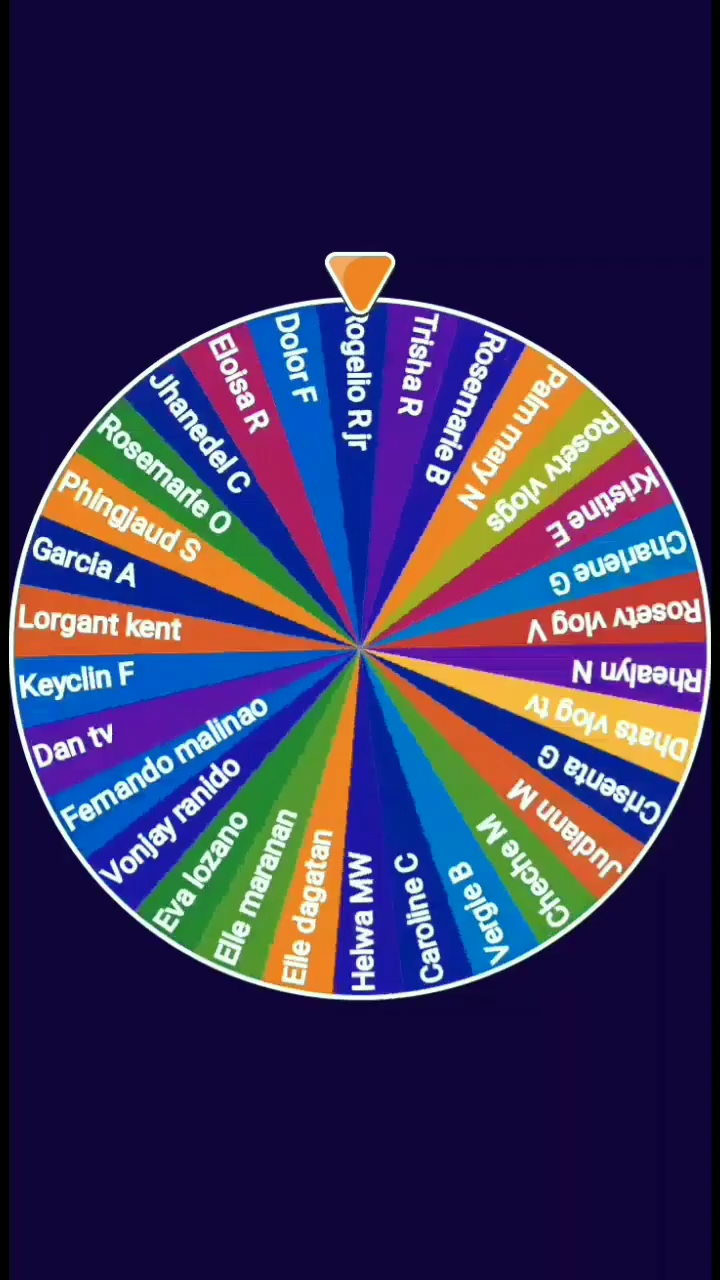 Rogelio R jr
Trisha R
Rosemarie B
Palm mary N
Rosetv vlogs
Kristine E
Charlene G
Rosetv vlog V
Rhealyn N
Dhats vlog tv
Crisenta G
Judiann M
Cheche M
Vergie B
Caroline C
Helwa MW
Elle dagatan
Elle maranan
Eva lozano
Vonjay ranido
Fernando malinao
Dan tv
Keyclin F
Lorgant kent
Garcia A
Phingjaud S
Rosemarie O
Jhanedel C
Eloisa R
Dolor F